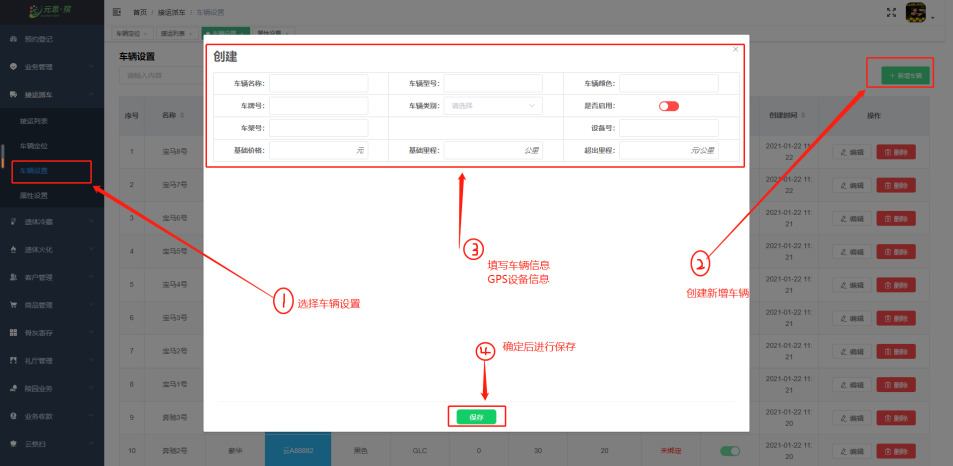 元思·殡
首页 / 接运派车 / 车辆设置
预约登记
业务管理
接运派车
接运列表
车辆定位
车辆设置
属性设置
遗体冷藏
遗体火化
客户管理
商品管理
骨灰寄存
礼厅管理
陵园业务
业务收款
云祭扫
车辆定位
接运列表
车辆设置
属性设置
车辆设置
请输入内容
+ 新增车辆
创建
车辆名称:
车辆型号:
车辆颜色:
车牌号:
车辆类别: 请选择
是否启用:
车架号:
设备号:
基础价格: 元
基础里程: 公里
超出里程: 元/公里
序号 名称 创建时间 操作
1 宝马8号 2021-01-22 11:22 编辑 删除
2 宝马7号 2021-01-22 11:22 编辑 删除
3 宝马6号 2021-01-22 11:21 编辑 删除
4 宝马5号 2021-01-22 11:21 编辑 删除
5 宝马4号 2021-01-22 11:21 编辑 删除
6 宝马3号 2021-01-22 11:21 编辑 删除
7 宝马2号 2021-01-22 11:21 编辑 删除
8 宝马1号 2021-01-22 11:21 编辑 删除
9 奔驰3号 2021-01-22 11:20 编辑 删除
10 奔驰2号 豪华 云A88882 黑色 GLC 0 30 20 未绑定 2021-01-22 11:20 编辑 删除
① 选择车辆设置
② 创建新增车辆
③ 填写车辆信息
GPS设备信息
④ 确定后进行保存
保存